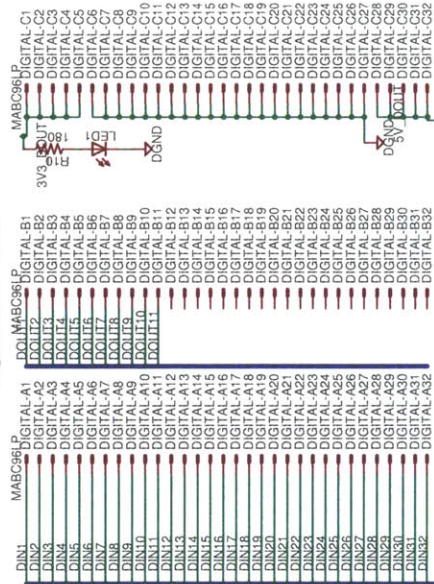 MABC96LP
DIN1 DIGITAL-A1
DIN2 DIGITAL-A2
DIN3 DIGITAL-A3
DIN4 DIGITAL-A4
DIN5 DIGITAL-A5
DIN6 DIGITAL-A6
DIN7 DIGITAL-A7
DIN8 DIGITAL-A8
DIN9 DIGITAL-A9
DIN10 DIGITAL-A10
DIN11 DIGITAL-A11
DIN12 DIGITAL-A12
DIN13 DIGITAL-A13
DIN14 DIGITAL-A14
DIN15 DIGITAL-A15
DIN16 DIGITAL-A16
DIN17 DIGITAL-A17
DIN18 DIGITAL-A18
DIN19 DIGITAL-A19
DIN20 DIGITAL-A20
DIN21 DIGITAL-A21
DIN22 DIGITAL-A22
DIN23 DIGITAL-A23
DIN24 DIGITAL-A24
DIN25 DIGITAL-A25
DIN26 DIGITAL-A26
DIN27 DIGITAL-A27
DIN28 DIGITAL-A28
DIN29 DIGITAL-A29
DIN30 DIGITAL-A30
DIN31 DIGITAL-A31
DIN32 DIGITAL-A32
MABC96LP
DOUT1 DIGITAL-B1
DOUT2 DIGITAL-B2
DOUT3 DIGITAL-B3
DOUT4 DIGITAL-B4
DOUT5 DIGITAL-B5
DOUT6 DIGITAL-B6
DOUT7 DIGITAL-B7
DOUT8 DIGITAL-B8
DOUT9 DIGITAL-B9
DOUT10 DIGITAL-B10
DOUT11 DIGITAL-B11
DIGITAL-B12
DIGITAL-B13
DIGITAL-B14
DIGITAL-B15
DIGITAL-B16
DIGITAL-B17
DIGITAL-B18
DIGITAL-B19
DIGITAL-B20
DIGITAL-B21
DIGITAL-B22
DIGITAL-B23
DIGITAL-B24
DIGITAL-B25
DIGITAL-B26
DIGITAL-B27
DIGITAL-B28
DIGITAL-B29
DIGITAL-B30
DIGITAL-B31
DIGITAL-B32
3V3_DOUT
R10
180
LED1
DGND
MABC96LP
DIGITAL-C1
DIGITAL-C2
DIGITAL-C3
DIGITAL-C4
DIGITAL-C5
DIGITAL-C6
DIGITAL-C7
DIGITAL-C8
DIGITAL-C9
DIGITAL-C10
DIGITAL-C11
DIGITAL-C12
DIGITAL-C13
DIGITAL-C14
DIGITAL-C15
DIGITAL-C16
DIGITAL-C17
DIGITAL-C18
DIGITAL-C19
DIGITAL-C20
DIGITAL-C21
DIGITAL-C22
DIGITAL-C23
DIGITAL-C24
DIGITAL-C25
DIGITAL-C26
DIGITAL-C27
DIGITAL-C28
DIGITAL-C29
DIGITAL-C30
DIGITAL-C31
DIGITAL-C32
DGND
5V_DOUT